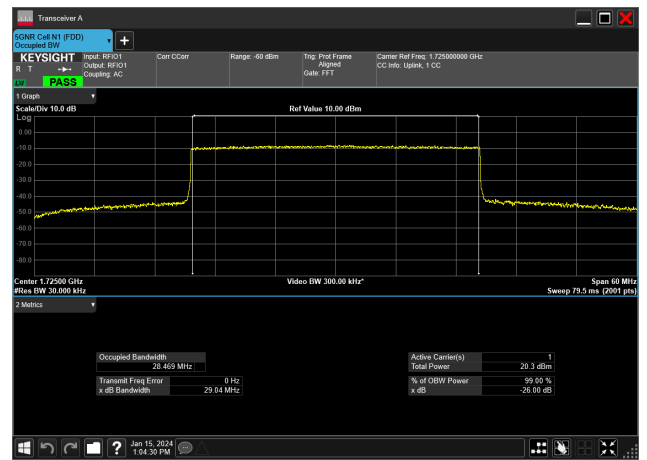 Transceiver A
5GNR Cell N1 (FDD)
Occupied BW
KEYSIGHT
R T
LXI
PASS
Input: RFIO1
Output: RFIO1
Coupling: AC
Corr CCorr
Range: -60 dBm
Trig: Prot Frame
Aligned
Gate: FFT
Carrier Ref Freq: 1.725000000 GHz
CC Info: Uplink, 1 CC
1 Graph
Scale/Div 10.0 dB
Ref Value 10.00 dBm
Log
0.00
-10.0
-20.0
-30.0
-40.0
-50.0
-60.0
-70.0
-80.0
Center 1.72500 GHz
Video BW 300.00 kHz*
Span 60 MHz
#Res BW 30.000 kHz
Sweep 79.5 ms (2001 pts)
2 Metrics
Occupied Bandwidth
28.469 MHz
Active Carrier(s) 1
Total Power 20.3 dBm
Transmit Freq Error 0 Hz
x dB Bandwidth 29.04 MHz
% of OBW Power 99.00 %
x dB -26.00 dB
Jan 15, 2024
1:04:30 PM